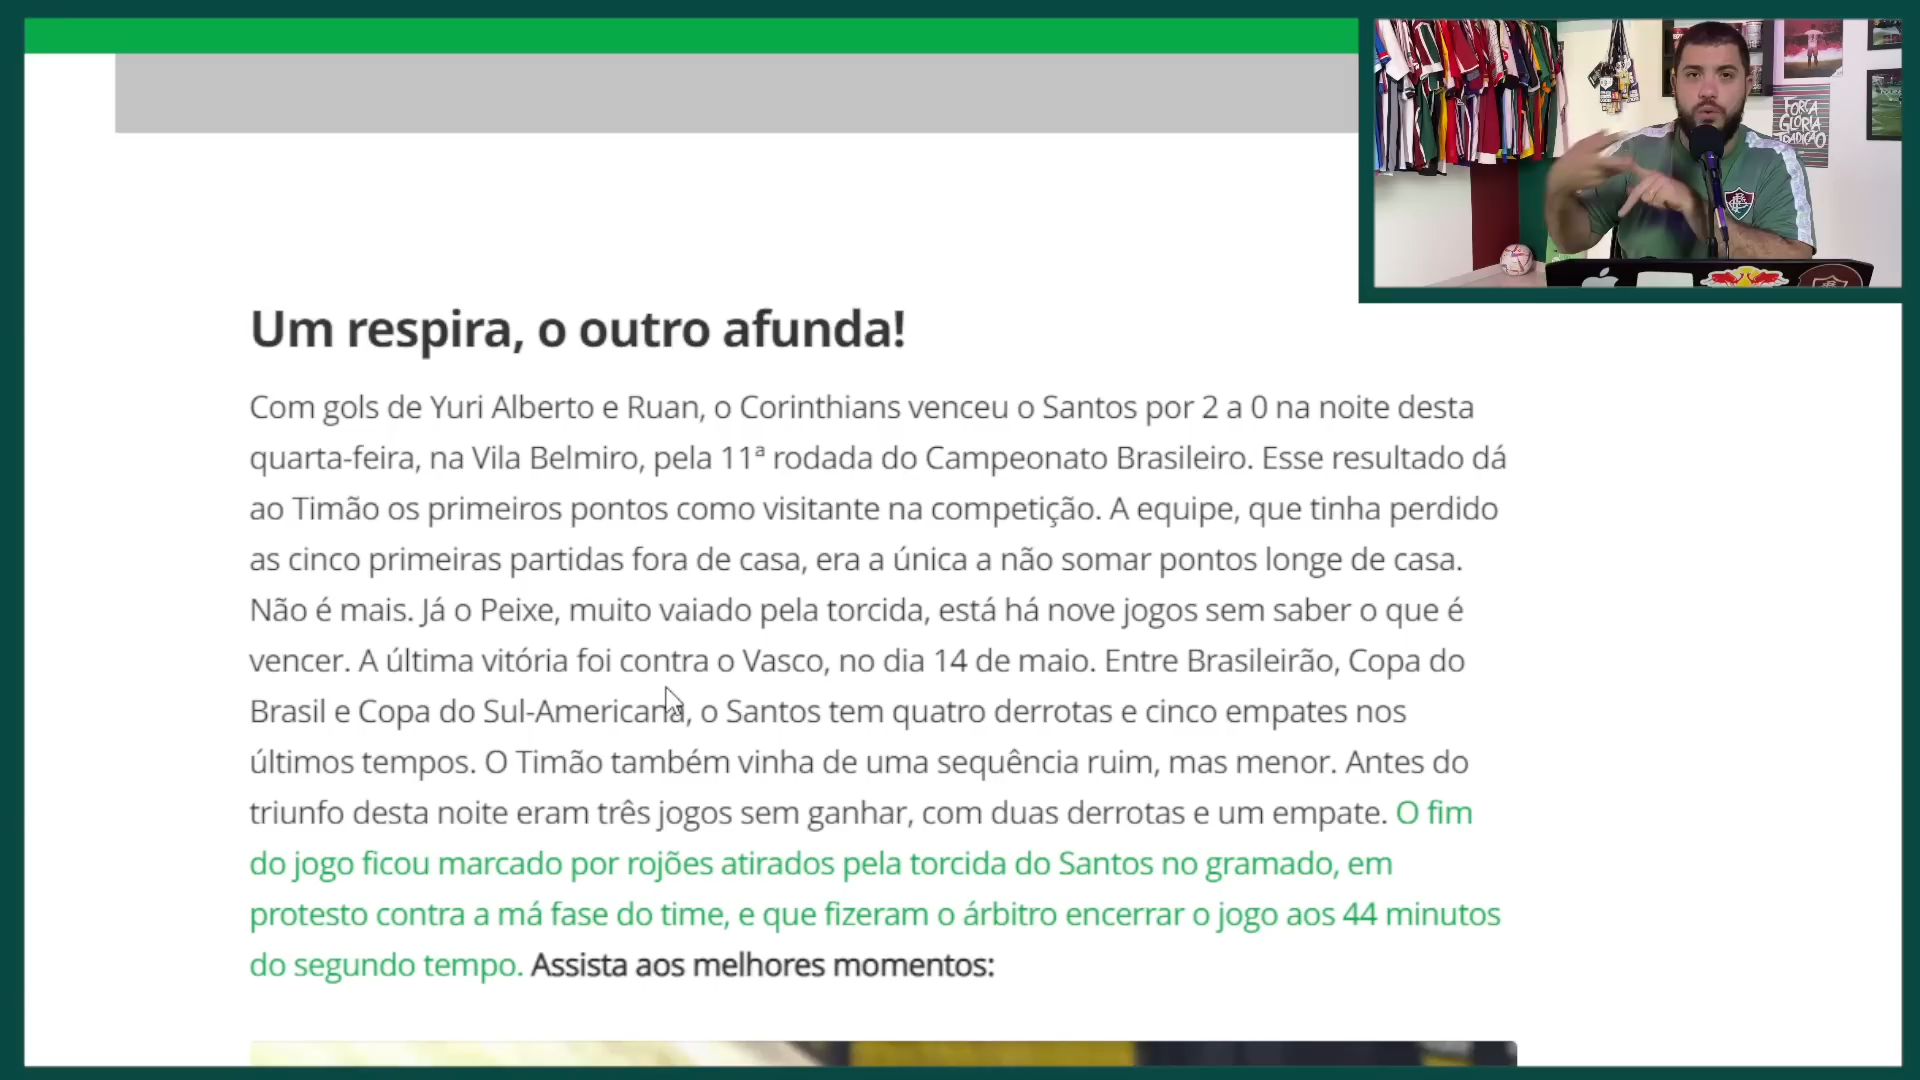 Um respira, o outro afunda!
Com gols de Yuri Alberto e Ruan, o Corinthians venceu o Santos por 2 a 0 na noite desta
quarta-feira, na Vila Belmiro, pela 11ª rodada do Campeonato Brasileiro. Esse resultado dá
ao Timão os primeiros pontos como visitante na competição. A equipe, que tinha perdido
as cinco primeiras partidas fora de casa, era a única a não somar pontos longe de casa.
Não é mais. Já o Peixe, muito vaiado pela torcida, está há nove jogos sem saber o que é
vencer. A última vitória foi contra o Vasco, no dia 14 de maio. Entre Brasileirão, Copa do
Brasil e Copa do Sul-Americana, o Santos tem quatro derrotas e cinco empates nos
últimos tempos. O Timão também vinha de uma sequência ruim, mas menor. Antes do
triunfo desta noite eram três jogos sem ganhar, com duas derrotas e um empate. O fim
do jogo ficou marcado por rojões atirados pela torcida do Santos no gramado, em
protesto contra a má fase do time, e que fizeram o árbitro encerrar o jogo aos 44 minutos
do segundo tempo. Assista aos melhores momentos:
FORÇA
GLORIA
TRADIÇÃO